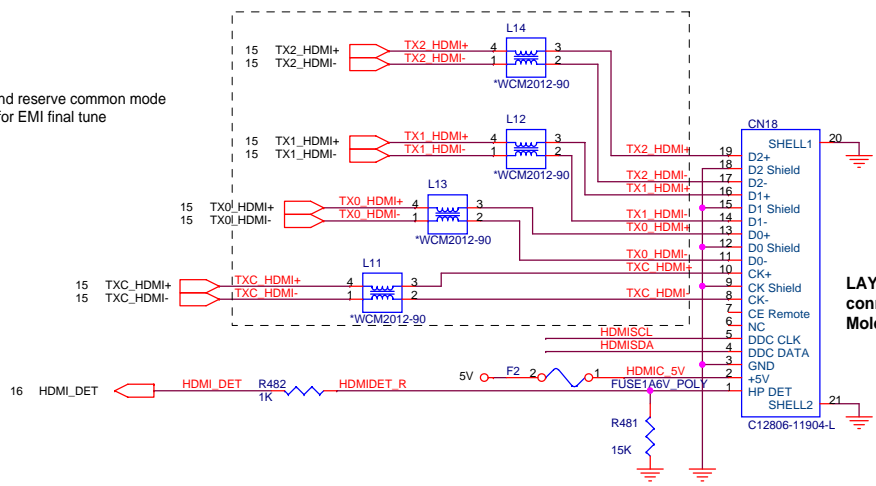 nd reserve common mode
for EMI final tune
L14
15 TX2_HDMI+ TX2_HDMI+ 4 3
15 TX2_HDMI- TX2_HDMI- 1 2
*WCM2012-90
L12
15 TX1_HDMI+ TX1_HDMI+ 4 3
15 TX1_HDMI- TX1_HDMI- 1 2
*WCM2012-90
L13
15 TX0_HDMI+ TX0_HDMI+ 4 3
15 TX0_HDMI- TX0_HDMI- 1 2
*WCM2012-90
L11
15 TXC_HDMI+ TXC_HDMI+ 4 3
15 TXC_HDMI- TXC_HDMI- 1 2
*WCM2012-90
CN18
SHELL1 20
TX2_HDMI+ 19 D2+
18 D2 Shield
TX2_HDMI- 17 D2-
TX1_HDMI+ 16 D1+
15 D1 Shield
TX1_HDMI- 14 D1-
TX0_HDMI+ 13 D0+
12 D0 Shield
TX0_HDMI- 11 D0-
TXC_HDMI+ 10 CK+
9 CK Shield
TXC_HDMI- 8 CK-
7 CE Remote
6 NC
HDMISCL 5 DDC CLK
HDMISDA 4 DDC DATA
3 GND
5V F2 2 1 HDMIC_5V 2 +5V
FUSE1A6V_POLY
16 HDMI_DET HDMI_DET R482 HDMIDET_R 1 HP DET
1K
SHELL2 21
C12806-11904-L
R481
15K
LAY
conn
Mole